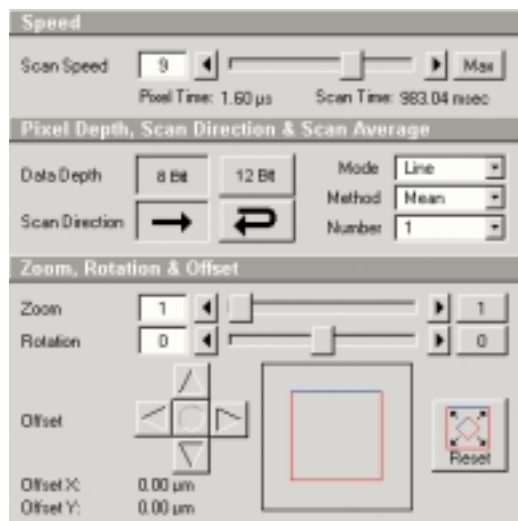 Speed
Scan Speed 9 Max
Pixel Time: 1.60 µs Scan Time: 983.04 msec
Pixel Depth, Scan Direction & Scan Average
Data Depth 8 Bit 12 Bit Mode Line
Method Mean
Scan Direction Number 1
Zoom, Rotation & Offset
Zoom 1 1
Rotation 0 0
Offset
Reset
Offset X: 0.00 µm
Offset Y: 0.00 µm